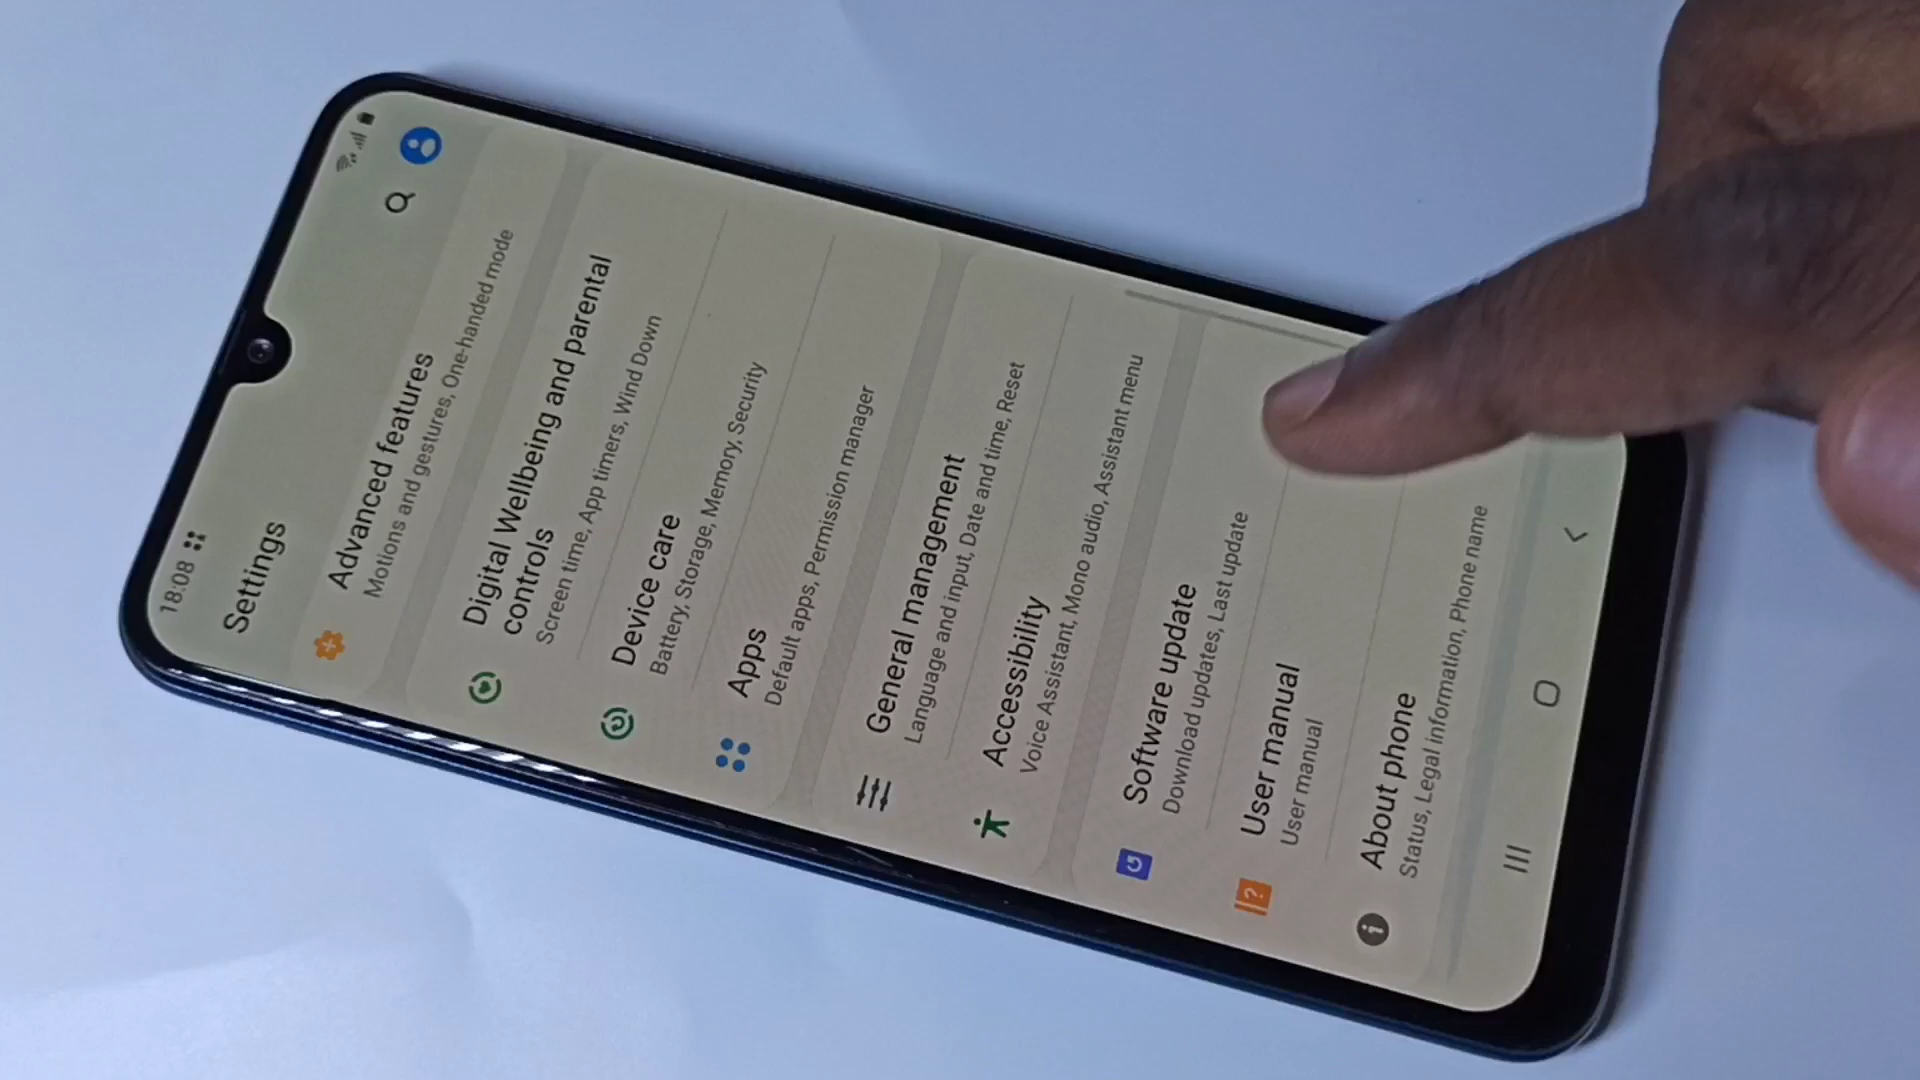 18:08
Settings
Advanced features
Motions and gestures, One-handed mode
Digital Wellbeing and parental
controls
Screen time, App timers, Wind Down
Device care
Battery, Storage, Memory, Security
Apps
Default apps, Permission manager
General management
Language and input, Date and time, Reset
Accessibility
Voice Assistant, Mono audio, Assistant menu
Software update
Download updates, Last update
User manual
User manual
About phone
Status, Legal information, Phone name